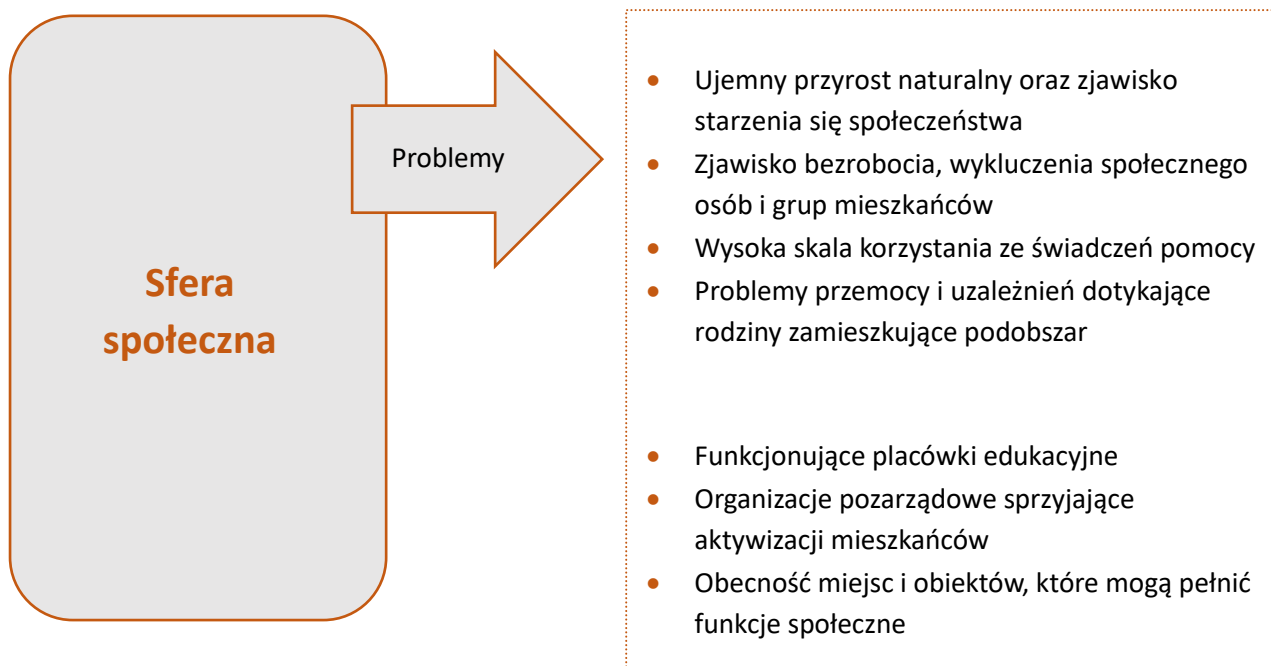 Sfera
społeczna
Problemy
Ujemny przyrost naturalny oraz zjawisko
starzenia się społeczeństwa
Zjawisko bezrobocia, wykluczenia społecznego
osób i grup mieszkańców
Wysoka skala korzystania ze świadczeń pomocy
Problemy przemocy i uzależnień dotykające
rodziny zamieszkujące podobszar
Funkcjonujące placówki edukacyjne
Organizacje pozarządowe sprzyjające
aktywizacji mieszkańców
Obecność miejsc i obiektów, które mogą pełnić
funkcje społeczne